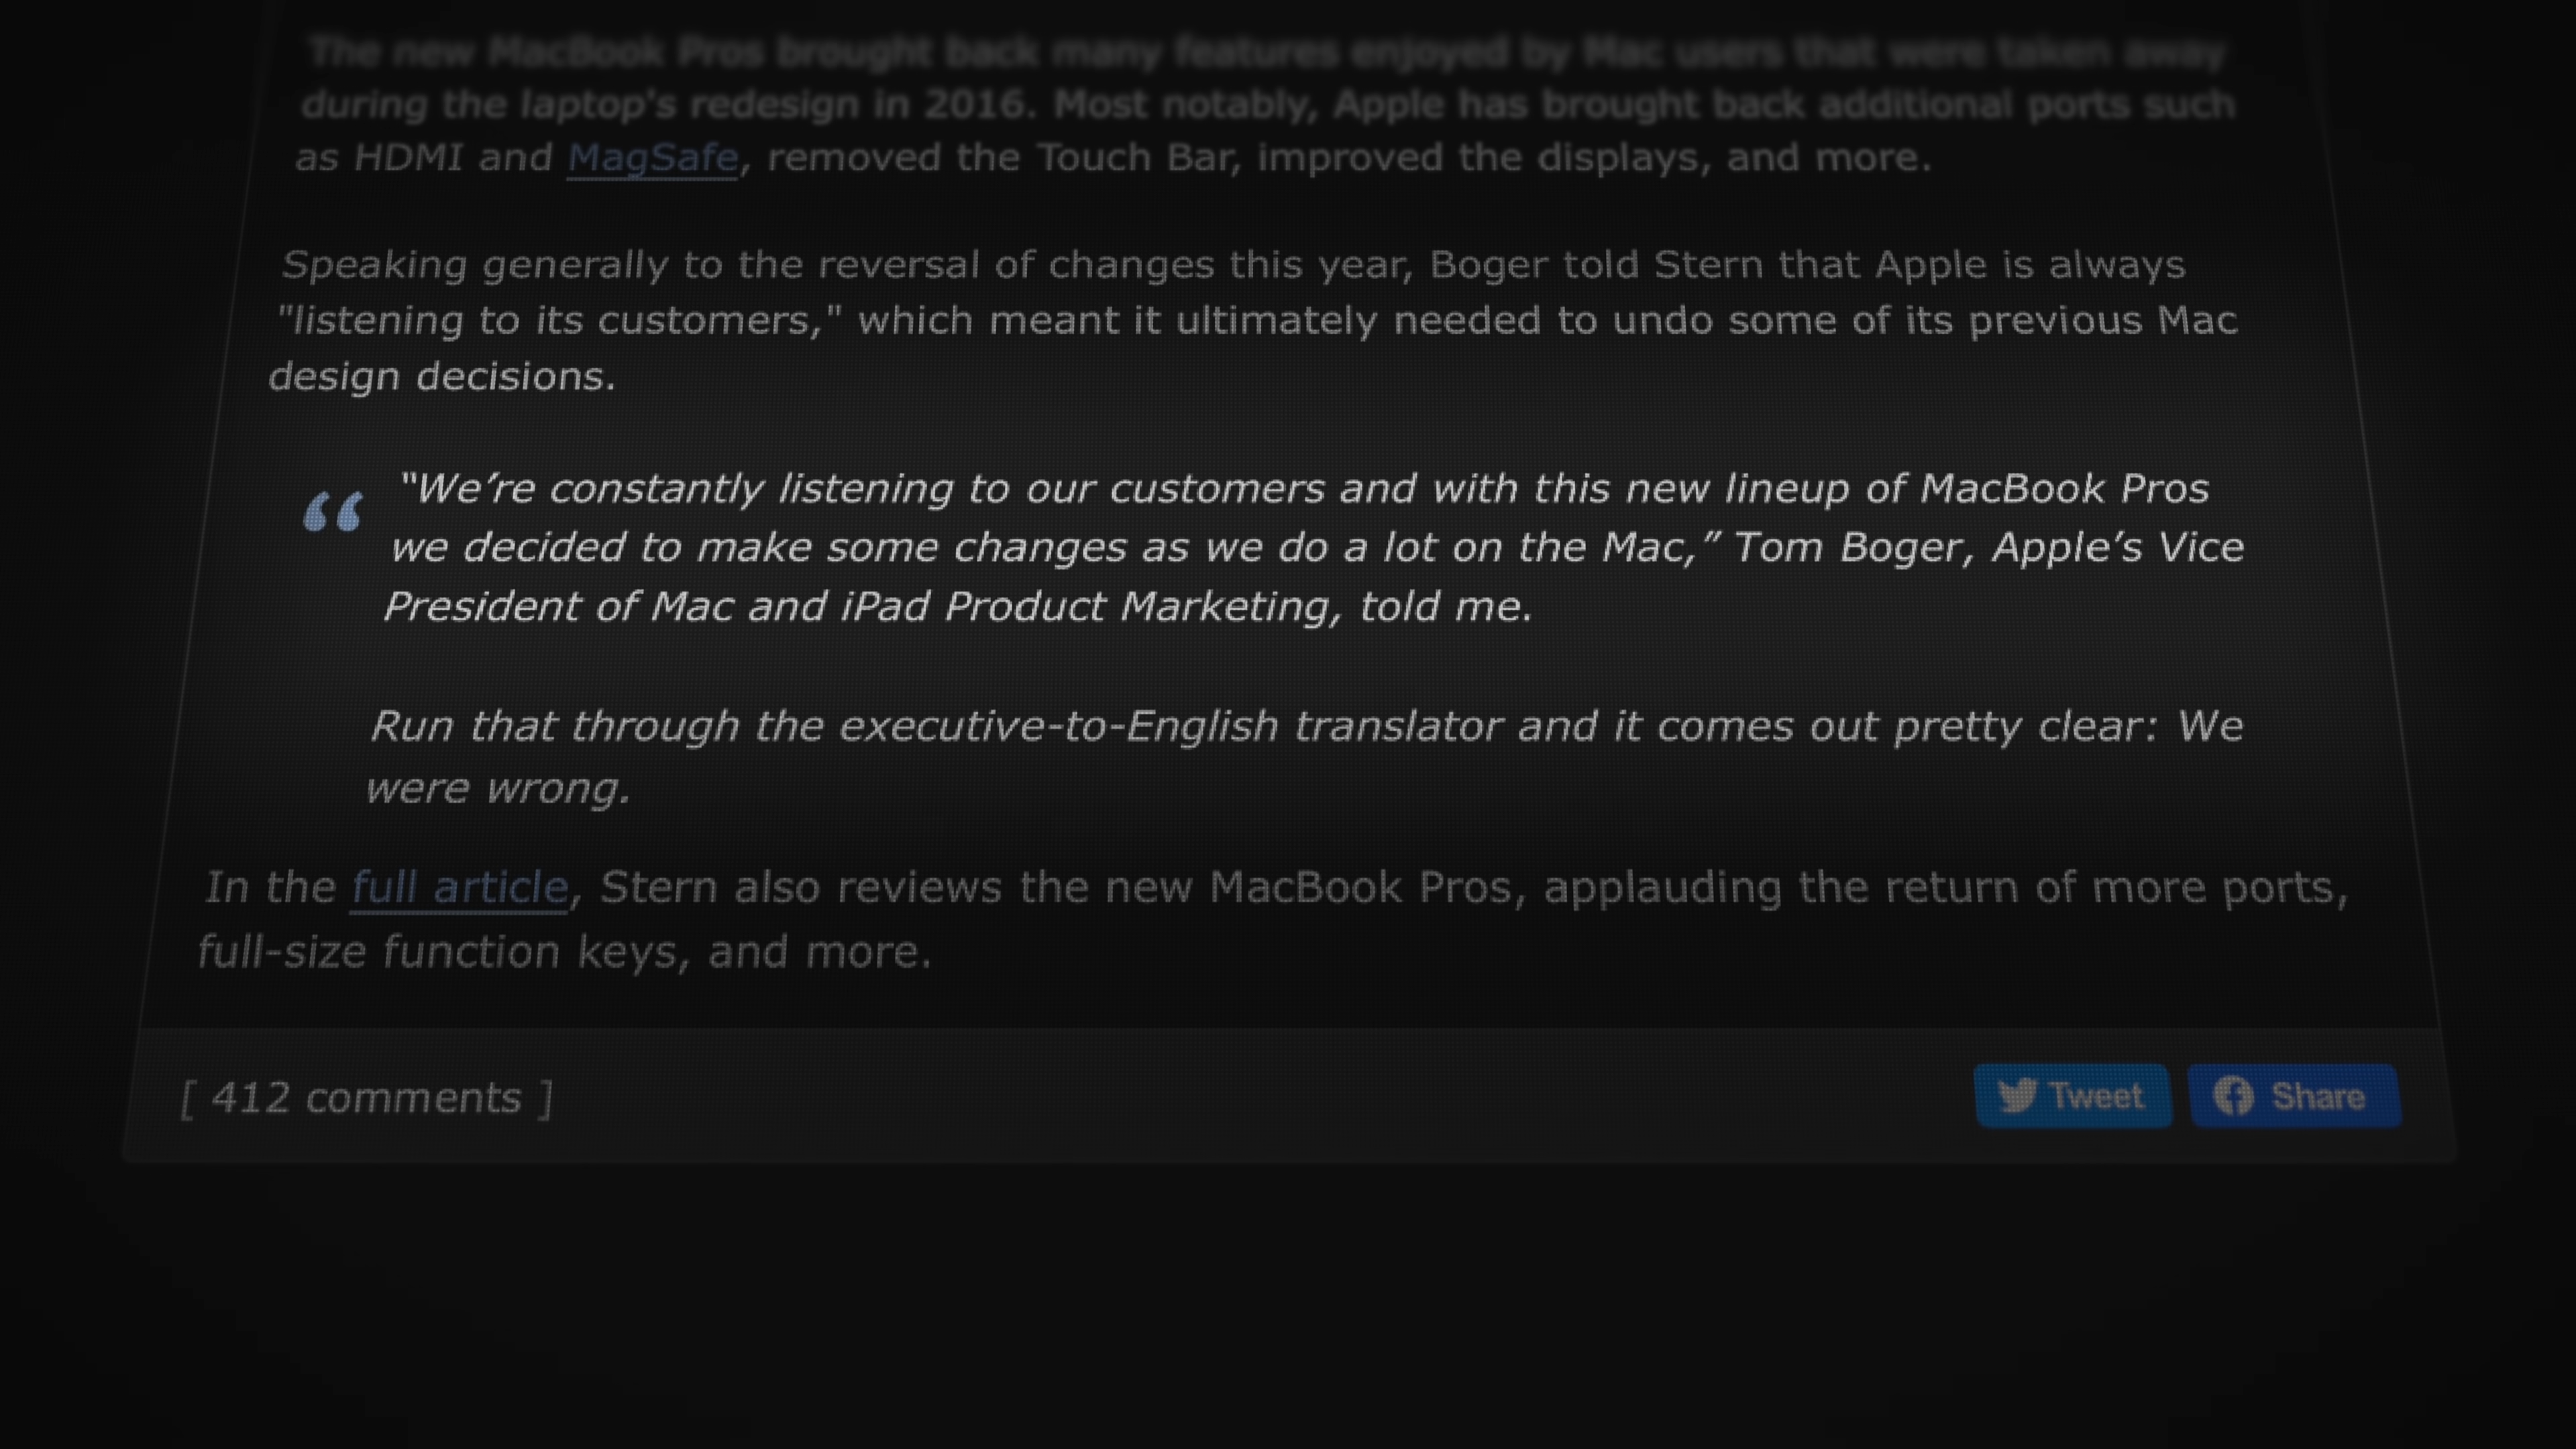 The new MacBook Pros brought back many features enjoyed by Mac users that were taken away
during the laptop's redesign in 2016. Most notably, Apple has brought back additional ports such
as HDMI and MagSafe, removed the Touch Bar, improved the displays, and more.
Speaking generally to the reversal of changes this year, Boger told Stern that Apple is always
"listening to its customers," which meant it ultimately needed to undo some of its previous Mac
design decisions.
“
“We’re constantly listening to our customers and with this new lineup of MacBook Pros
we decided to make some changes as we do a lot on the Mac,” Tom Boger, Apple’s Vice
President of Mac and iPad Product Marketing, told me.
Run that through the executive-to-English translator and it comes out pretty clear: We
were wrong.
In the full article, Stern also reviews the new MacBook Pros, applauding the return of more ports,
full-size function keys, and more.
[ 412 comments ]
Tweet
Share